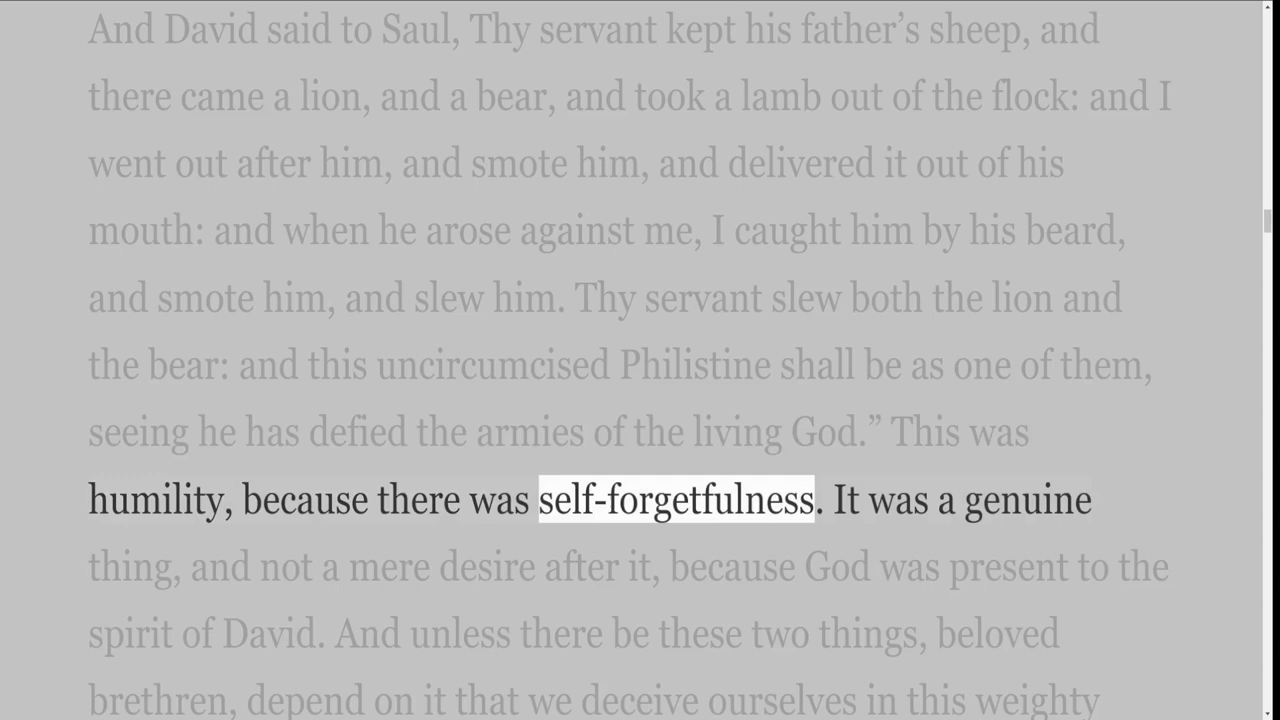 And David said to Saul, Thy servant kept his father’s sheep, and
there came a lion, and a bear, and took a lamb out of the flock: and I
went out after him, and smote him, and delivered it out of his
mouth: and when he arose against me, I caught him by his beard,
and smote him, and slew him. Thy servant slew both the lion and
the bear: and this uncircumcised Philistine shall be as one of them,
seeing he has defied the armies of the living God.” This was
humility, because there was self-forgetfulness. It was a genuine
thing, and not a mere desire after it, because God was present to the
spirit of David. And unless there be these two things, beloved
brethren, depend on it that we deceive ourselves in this weighty